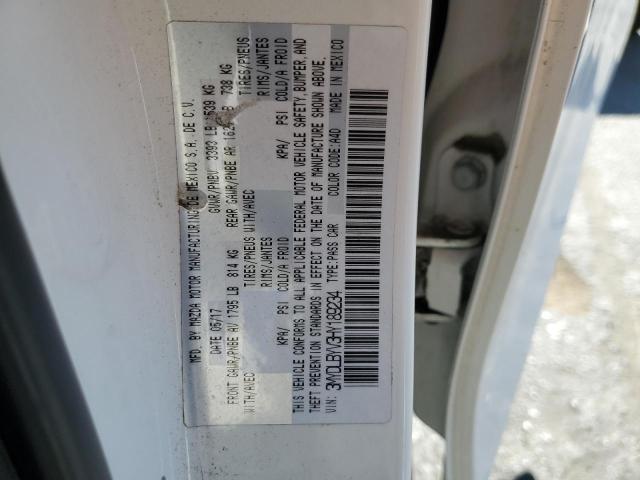 MFD. BY MAZDA MOTOR MANUFACTURING DE MEXICO S.A. DE C.V.
DATE 05/17 GVWR/PNBV 3393 LB 1539 KG
FRONT GAWR/PNBE AV 1795 LB 814 KG REAR GAWR/PNBE AR 738 KG
WITH/AVEC TIRES/PNEUS WITH/AVEC TIRES/PNEUS
RIMS/JANTES RIMS/JANTES
KPA/ PSI COLD/A FROID KPA/ PSI COLD/A FROID
THIS VEHICLE CONFORMS TO ALL APPLICABLE FEDERAL MOTOR VEHICLE SAFETY, BUMPER, AND
THEFT PREVENTION STANDARDS IN EFFECT ON THE DATE OF MANUFACTURE SHOWN ABOVE.
VIN: 3MYDLBYV3HY189234 TYPE:PASS CAR COLOR CODE:A4D MADE IN MEXICO